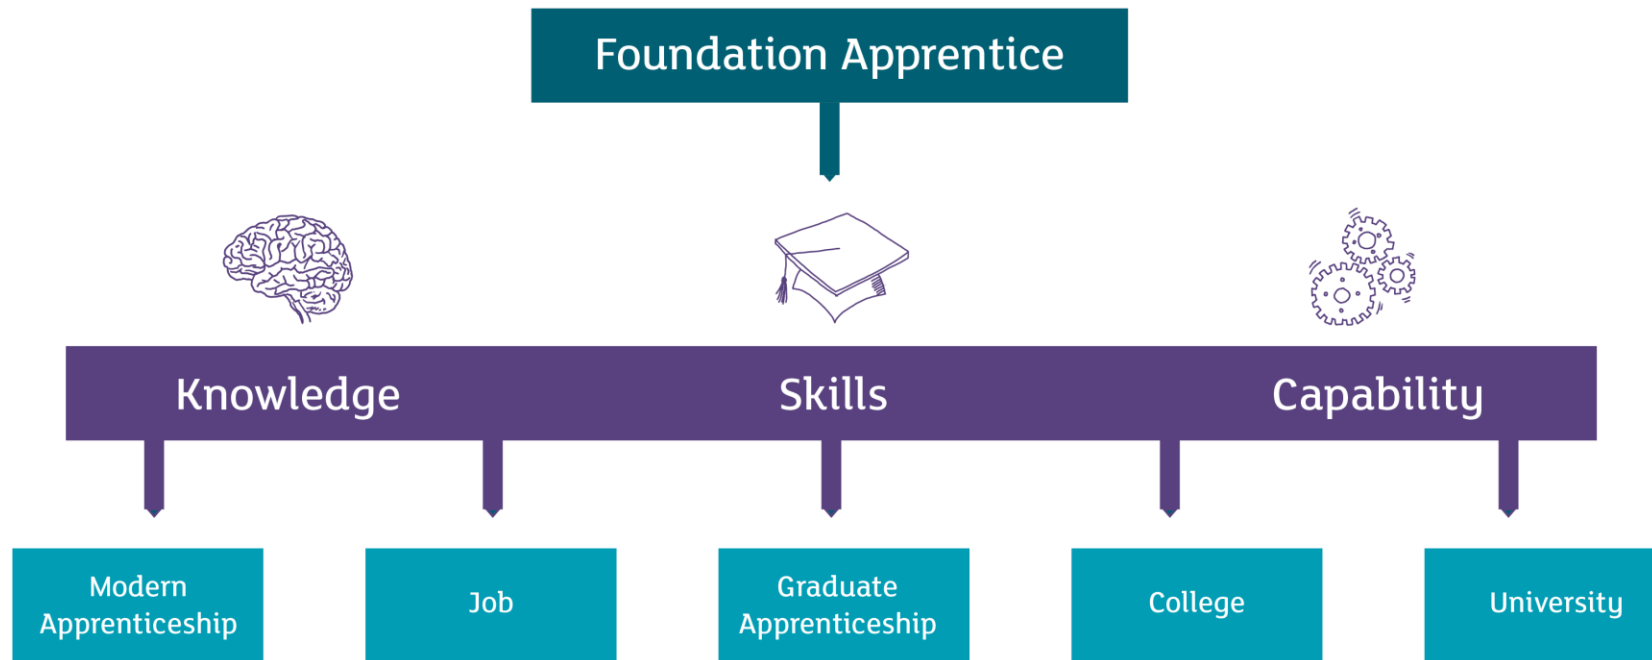 Foundation Apprentice
Knowledge
Skills
Capability
Modern
Apprenticeship
Job
Graduate
Apprenticeship
College
University